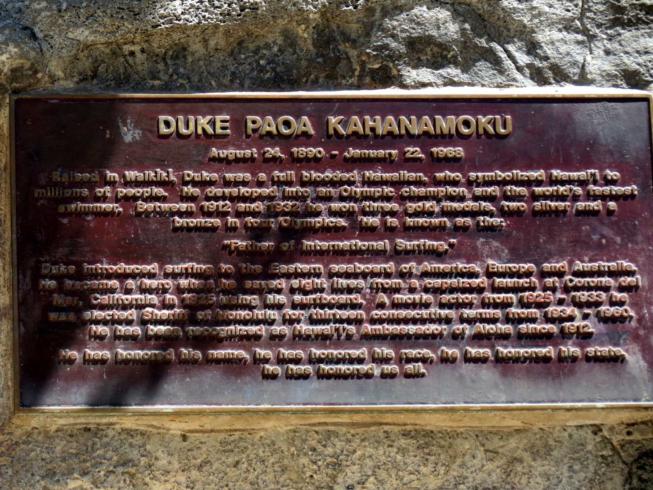 DUKE PAOA KAHANAMOKU
August 24, 1890 - January 22, 1968
Raised in Waikiki, Duke was a full blooded Hawaiian, who symbolized Hawai'i to
millions of people. He developed into an Olympic champion and the world's fastest
swimmer. Between 1912 and 1932 he won three gold medals, two silver and a
bronze in four Olympics. He is known as the
"Father of International Surfing."
Duke introduced surfing to the Eastern seaboard of America, Europe and Australia.
He became a hero when he saved eight lives from a capsized launch at Corona del
Mar, California in 1925 using his surfboard. A movie actor from 1925 - 1933 he
was elected Sheriff of Honolulu for thirteen consecutive terms from 1934 - 1960.
He has been recognized as Hawai'i's Ambassador of Aloha since 1912.
He has honored his name, he has honored his race, he has honored his state,
he has honored us all.